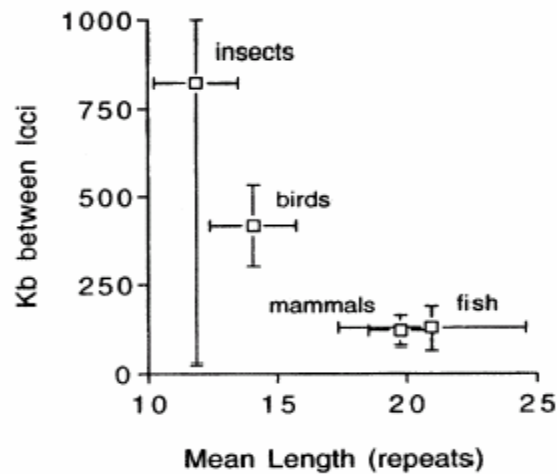 1000
insects
750
Kb between loci
500
birds
250
mammals
fish
0
10
15
20
25
Mean Length (repeats)